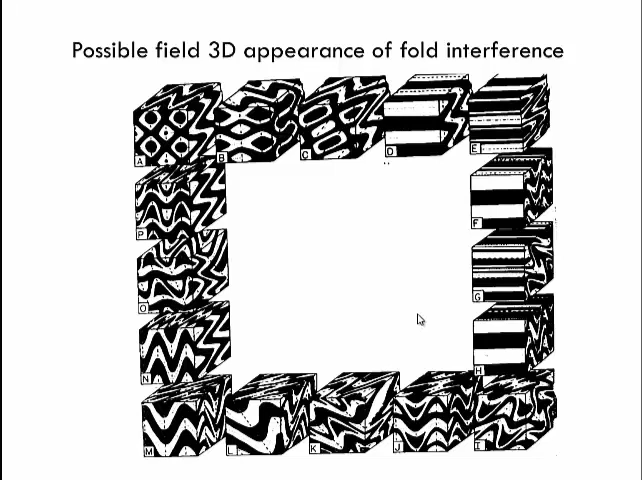 Possible field 3D appearance of fold interference
A B C D E
P F
O G
N H
M L K J I